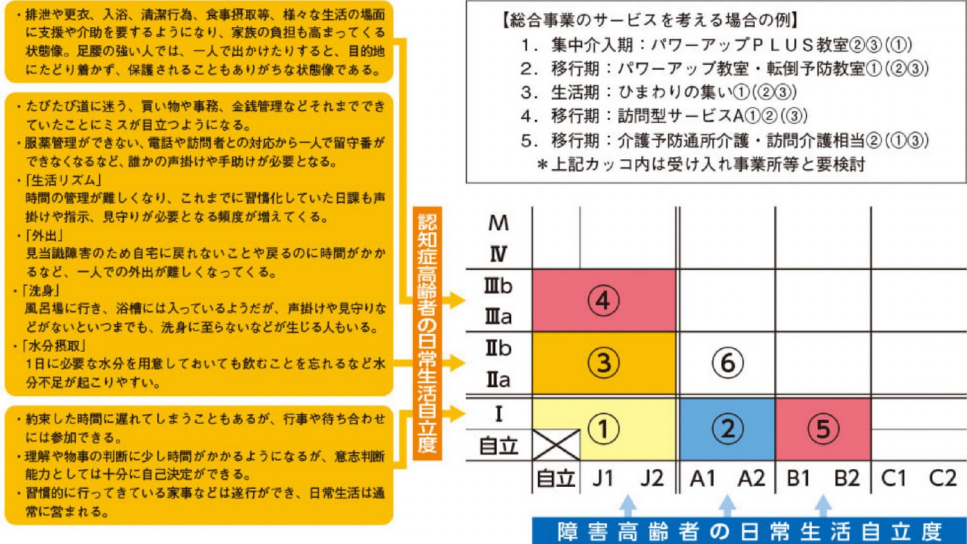 ・排泄や更衣、入浴、清潔行為、食事摂取等、様々な生活の場面
に支援や介助を要するようになり、家族の負担も高まってくる
状態像。足腰の強い人では、一人で出かけたりすると、目的地
にたどり着かず、保護されることもありがちな状態像である。
・たびたび道に迷う、買い物や事務、金銭管理などそれまででき
ていたことにミスが目立つようになる。
・服薬管理ができない、電話や訪問者との対応から一人で留守番が
できなくなるなど、誰かの声掛けや手助けが必要となる。
・「生活リズム」
時間の管理が難しくなり、これまでに習慣化していた日課も声
掛けや指示、見守りが必要となる頻度が増えてくる。
・「外出」
見当識障害のため自宅に戻れないことや戻るのに時間がかか
るなど、一人での外出が難しくなってくる。
・「洗身」
風呂場に行き、浴槽には入っているようだが、声掛けや見守りな
どがないといつまでも、洗身に至らないなどが生じる人もいる。
・「水分摂取」
1日に必要な水分を用意しておいても飲むことを忘れるなど水
分不足が起こりやすい。
・約束した時間に遅れてしまうこともあるが、行事や待ち合わせ
には参加できる。
・理解や物事の判断に少し時間がかかるようになるが、意志判断
能力としては十分に自己決定ができる。
・習慣的に行ってきている家事などは遂行ができ、日常生活は通
常に営まれる。
【総合事業のサービスを考える場合の例】
1．集中介入期：パワーアップＰＬＵＳ教室②③(①)
2．移行期：パワーアップ教室・転倒予防教室①(②③)
3．生活期：ひまわりの集い①(②③)
4．移行期：訪問型サービスA①②(③)
5．移行期：介護予防通所介護・訪問介護相当②(①③)
＊上記カッコ内は受け入れ事業所等と要検討
認知症高齢者の日常生活自立度
M
Ⅳ
Ⅲb
④
Ⅲa
Ⅱb
③ ⑥
Ⅱa
Ⅰ
① ② ⑤
自立
自立 J1 J2 A1 A2 B1 B2 C1 C2
障害高齢者の日常生活自立度